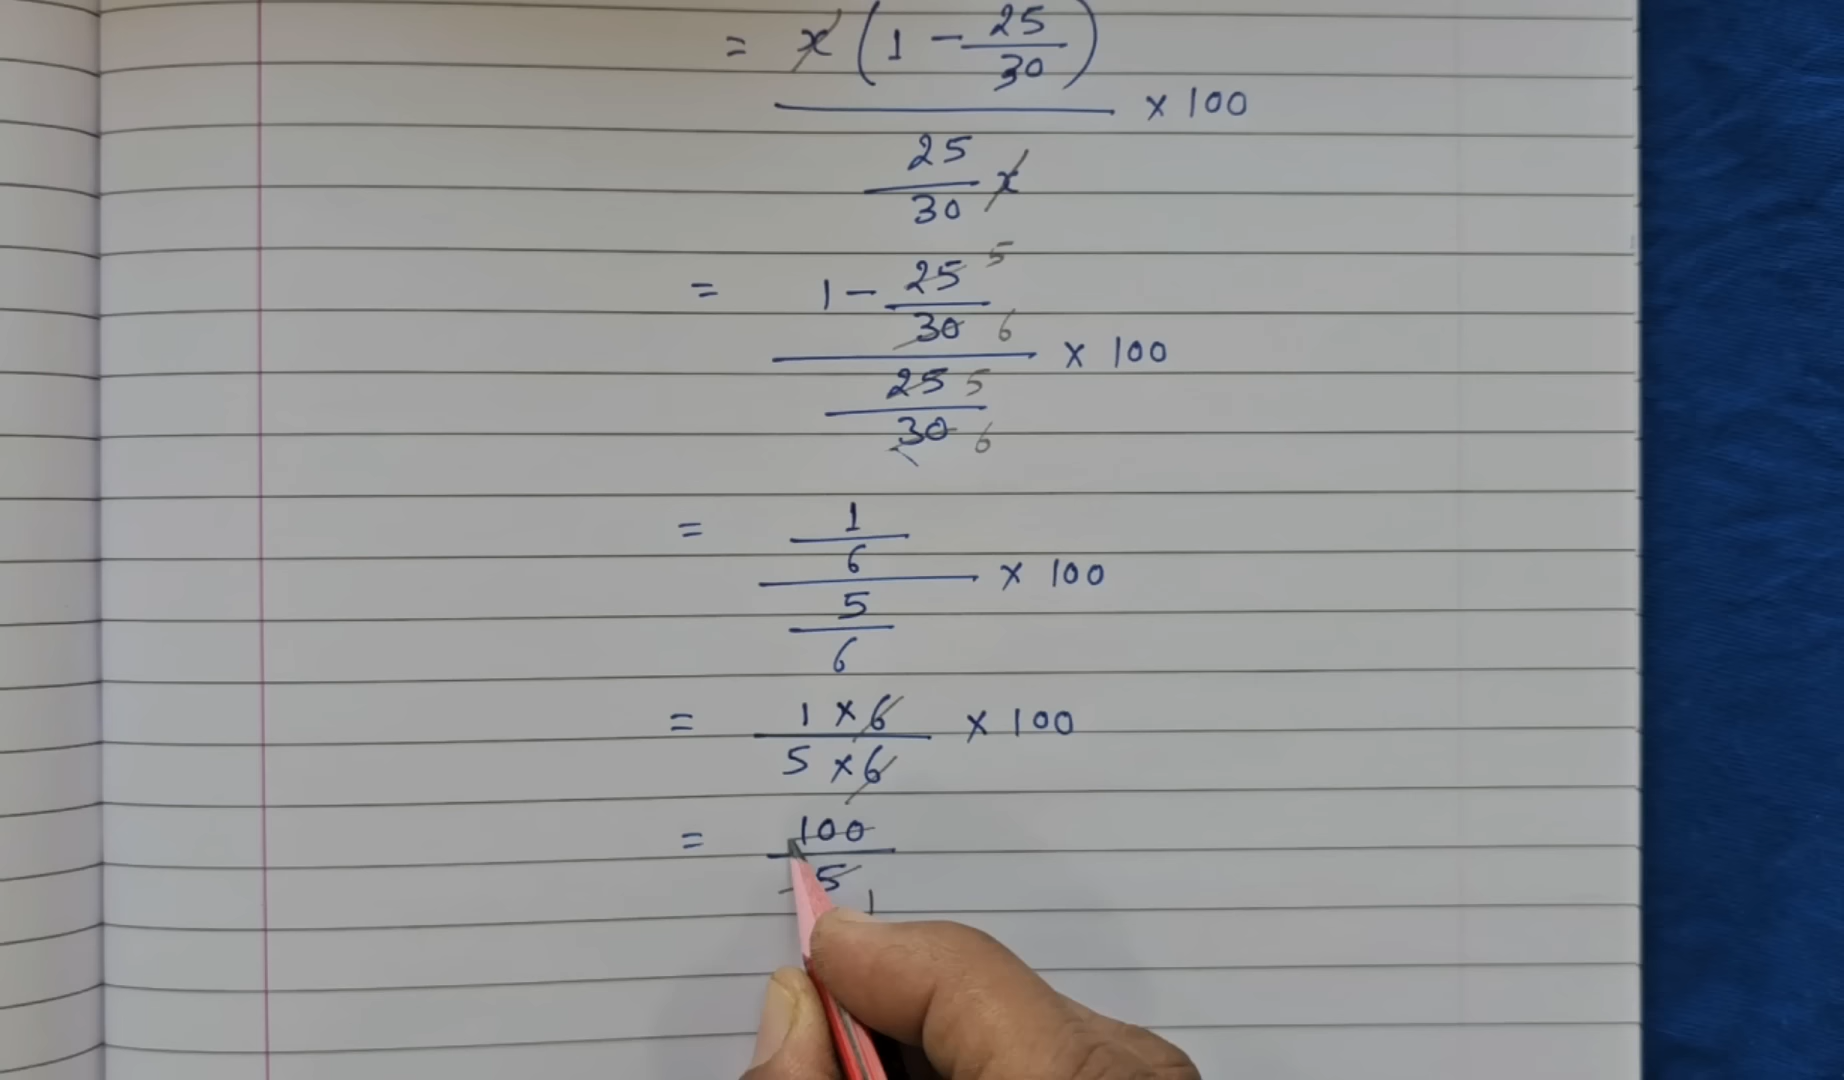 = x ( 1 - 25/30 )
× 100
25/30 x
= 1 - 25/30 5 6
× 100
25/30 5 6
= 1/6
× 100
5/6
= 1 × 6 / 5 × 6 × 100
= 100/5
1